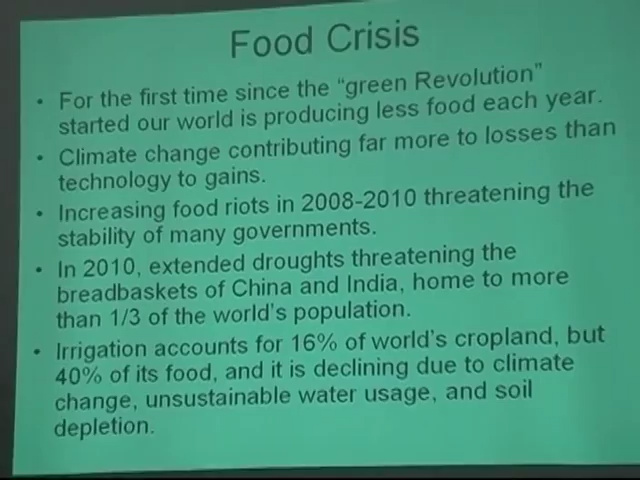 Food Crisis
• For the first time since the “green Revolution”
started our world is producing less food each year.
• Climate change contributing far more to losses than
technology to gains.
• Increasing food riots in 2008-2010 threatening the
stability of many governments.
• In 2010, extended droughts threatening the
breadbaskets of China and India, home to more
than 1/3 of the world's population.
• Irrigation accounts for 16% of world's cropland, but
40% of its food, and it is declining due to climate
change, unsustainable water usage, and soil
depletion.